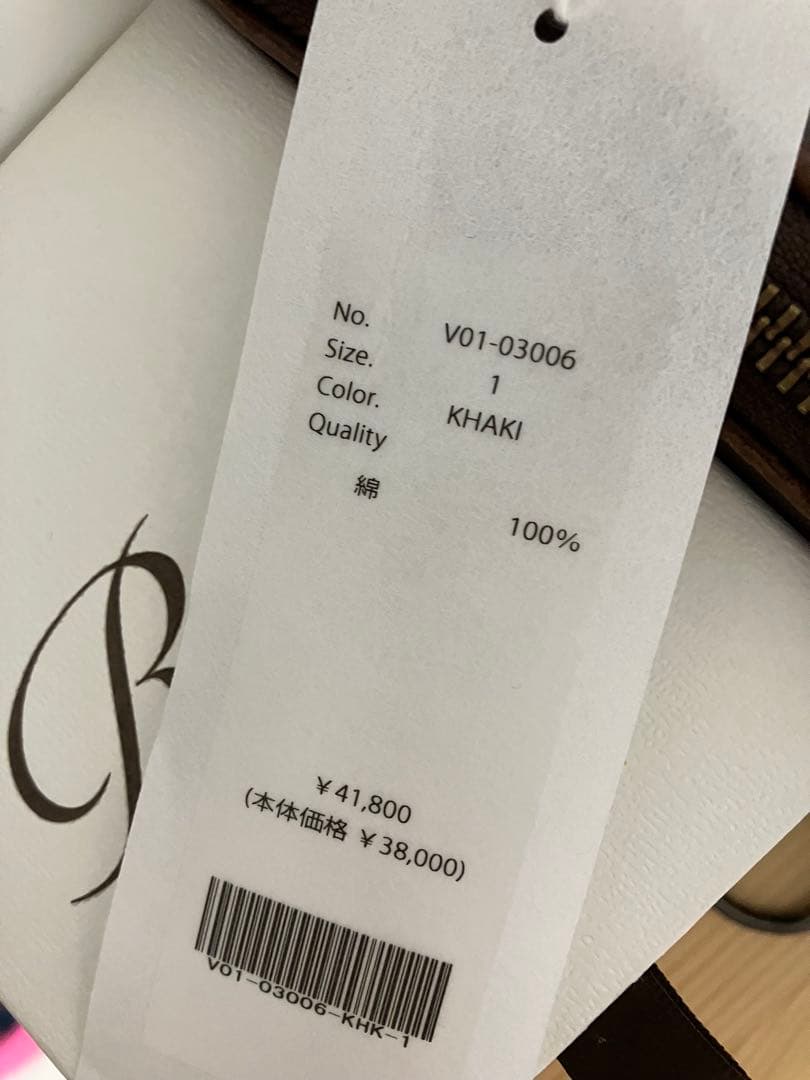 No. V01-03006
Size. 1
Color. KHAKI
Quality
綿 100%
¥41,800
(本体価格 ¥38,000)
V01-03006-KHK-1
B